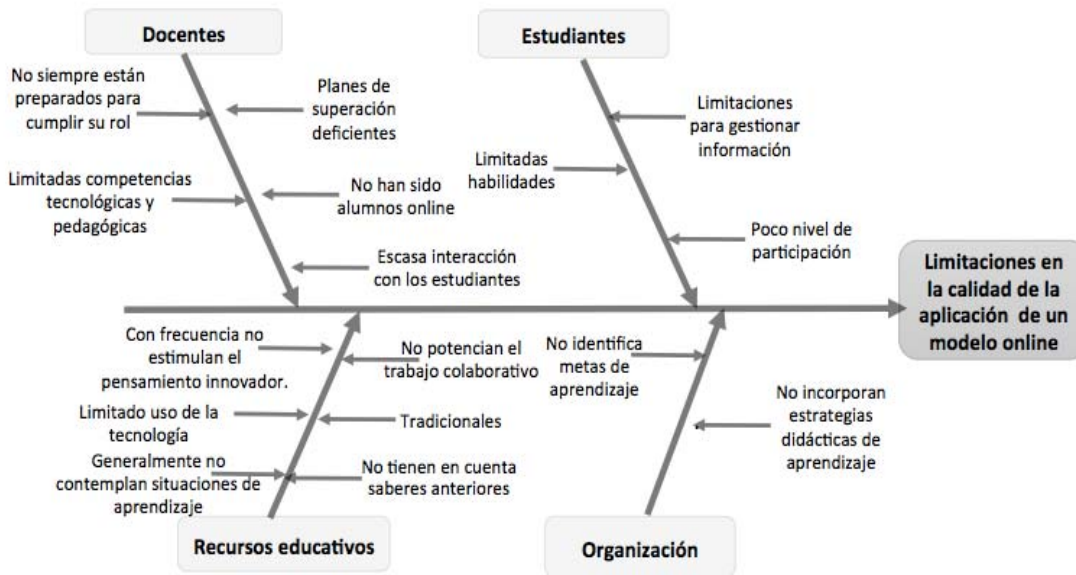 Docentes
Estudiantes
No siempre están
preparados para
cumplir su rol
Planes de
superación
deficientes
Limitadas competencias
tecnológicas y
pedagógicas
No han sido
alumnos online
Escasa interacción
con los estudiantes
Limitaciones
para gestionar
información
Limitadas
habilidades
Poco nivel de
participación
Limitaciones en
la calidad de la
aplicación de un
modelo online
Con frecuencia no
estimulan el
pensamiento innovador.
No potencian el
trabajo colaborativo
Limitado uso de la
tecnología
Tradicionales
Generalmente no
contemplan situaciones de
aprendizaje
No tienen en cuenta
saberes anteriores
No identifica
metas de
aprendizaje
No incorporan
estrategias
didácticas de
aprendizaje
Recursos educativos
Organización